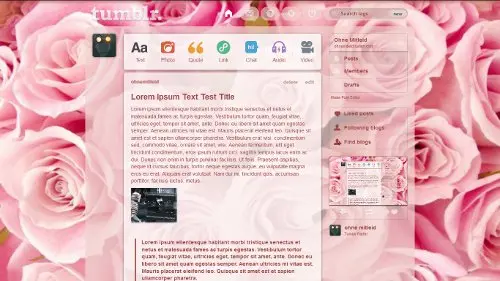 tumblr.
Search tags
Aa
Text
Photo
Quote
Link
Chat
Audio
Video
Ohne Mitleid
Posts
Members
Drafts
Liked posts
Following blogs
Find blogs
ohnemitleid
delete
edit
Lorem Ipsum Text Test Title
Lorem ipsum ellentesque habitant morbi tristique senectus et netus
et malesuada fames ac turpis egestas. Vestibulum tortor quam, feugiat vitae,
ultricies eget, tempor sit amet, ante. Donec eu libero sit amet quam egestas
semper. Aenean ultricies mi vitae est. Mauris placerat eleifend leo. Quisque sit
amet est et sapien ullamcorper pharetra. Vestibulum erat wisi, condimentum
sed, commodo vitae, ornare sit amet, wisi. Aenean fermentum, elit eget
tincidunt condimentum, eros ipsum rutrum orci, sagittis tempus lacus enim ac
dui. Donec non enim in turpis pulvinar facilisis. Ut felis. Praesent dapibus,
neque id cursus faucibus, tortor neque egestas augue, eu vulputate magna
eros eu erat. Aliquam erat volutpat. Nam dui mi, tincidunt quis, accumsan
porttitor, facilisis luctus, metus.
Lorem ipsum ellentesque habitant morbi tristique senectus et
netus et malesuada fames ac turpis egestas. Vestibulum tortor
quam, feugiat vitae, ultricies eget, tempor sit amet, ante. Donec eu
libero sit amet quam egestas semper. Aenean ultricies mi vitae est.
Mauris placerat eleifend leo. Quisque sit amet est et sapien
ullamcorper pharetra.
ohne mitleid